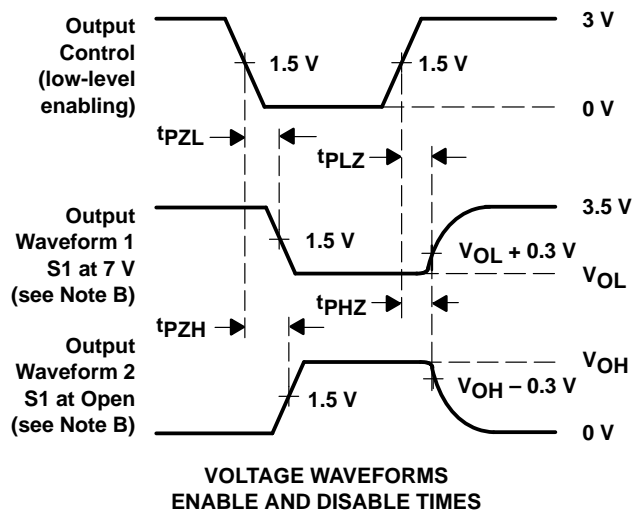 Output
Control
(low-level
enabling)
3 V
1.5 V
1.5 V
0 V
tPZL
tPLZ
Output
Waveform 1
S1 at 7 V
(see Note B)
3.5 V
1.5 V
VOL + 0.3 V
VOL
tPZH
tPHZ
Output
Waveform 2
S1 at Open
(see Note B)
VOH
1.5 V
VOH – 0.3 V
0 V
VOLTAGE WAVEFORMS
ENABLE AND DISABLE TIMES